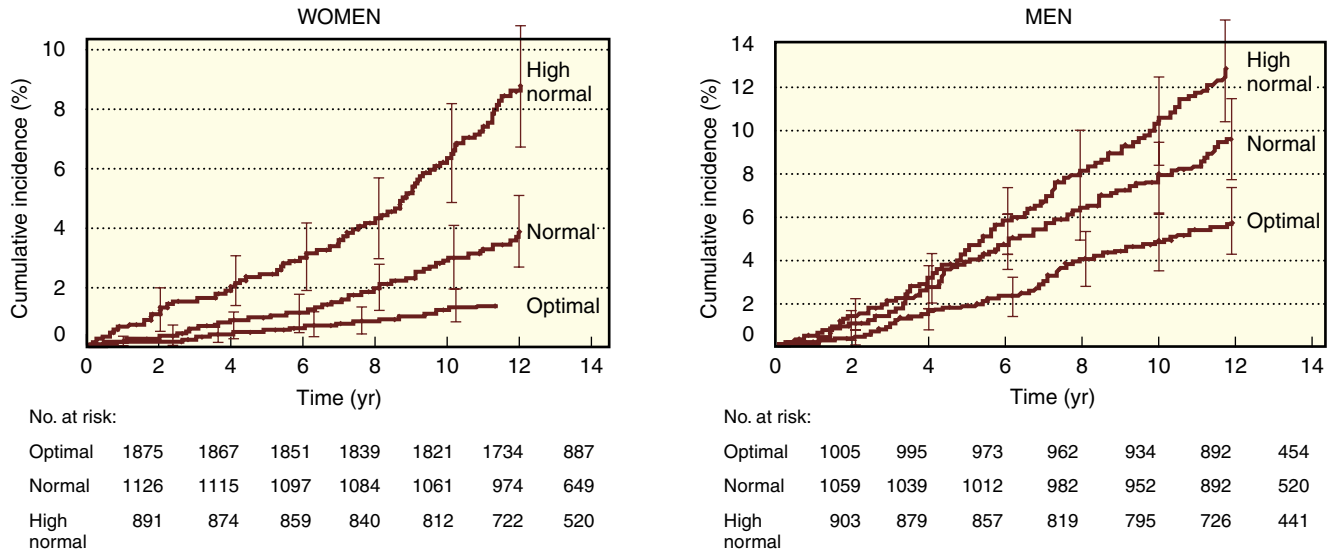 WOMEN
10
8
6
4
2
0
Cumulative incidence (%)
High
normal
Normal
Optimal
0 2 4 6 8 10 12 14
Time (yr)
No. at risk:
Optimal 1875 1867 1851 1839 1821 1734 887
Normal 1126 1115 1097 1084 1061 974 649
High 891 874 859 840 812 722 520
normal
MEN
14
12
10
8
6
4
2
0
Cumulative incidence (%)
High
normal
Normal
Optimal
0 2 4 6 8 10 12 14
Time (yr)
No. at risk:
Optimal 1005 995 973 962 934 892 454
Normal 1059 1039 1012 982 952 892 520
High 903 879 857 819 795 726 441
normal